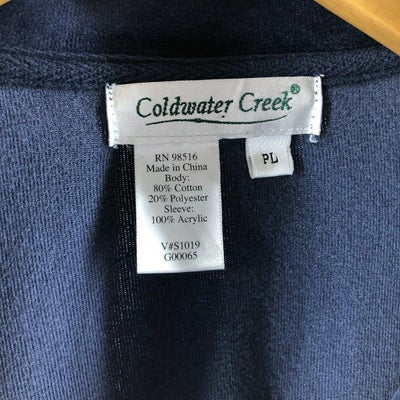 Coldwater Creek®
PL
RN 98516
Made in China
Body:
80% Cotton
20% Polyester
Sleeve:
100% Acrylic
V#S1019
G00065